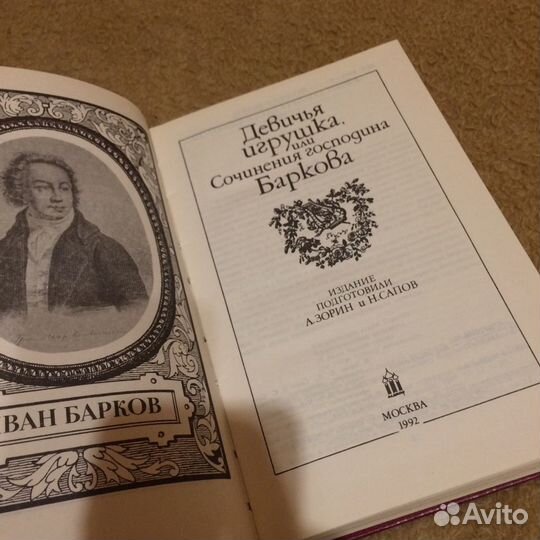 ВАН БАРКОВ
Девичья
игрушка,
или
Сочинения господина
Баркова
ИЗДАНИЕ
ПОДГОТОВИЛИ
А.ЗОРИН и Н.САПОВ
МОСКВА
1992
Avito